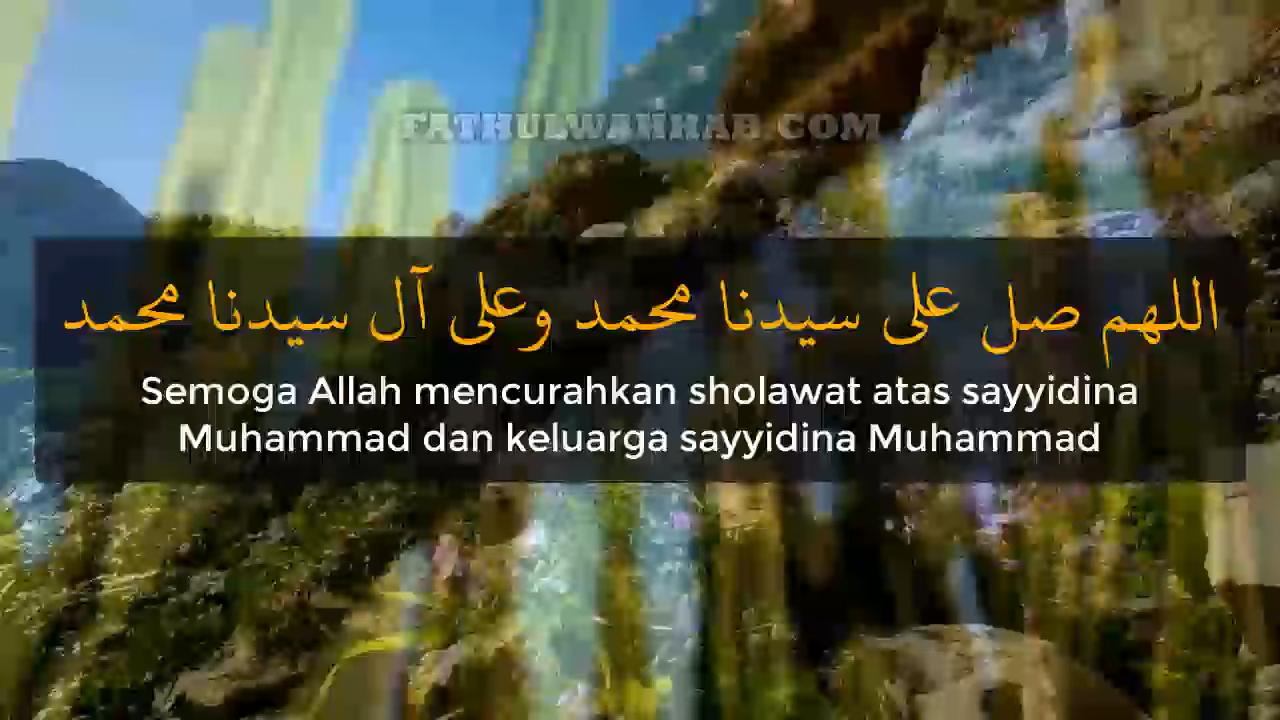 FATHULWAHHAB.COM
اللهم صل على سيدنا محمد وعلى آل سيدنا محمد
Semoga Allah mencurahkan sholawat atas sayyidina
Muhammad dan keluarga sayyidina Muhammad